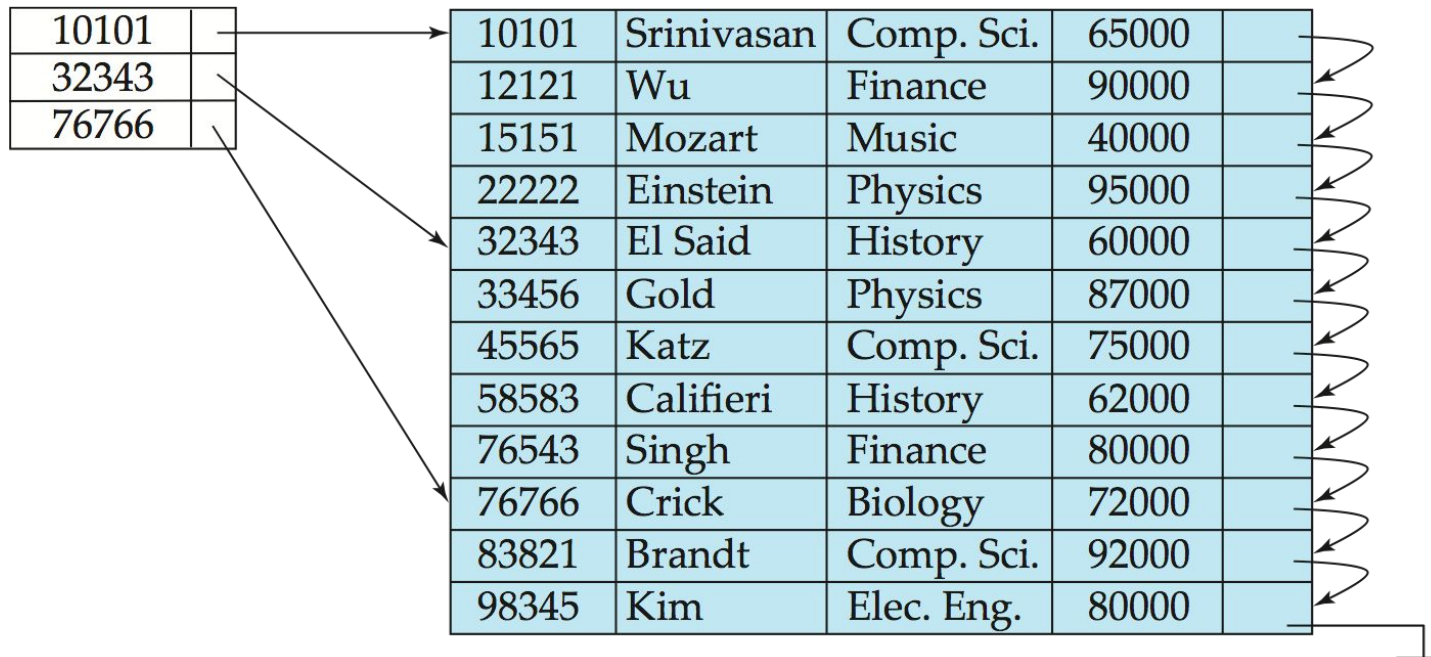 10101
32343
76766
10101 Srinivasan Comp. Sci. 65000
12121 Wu Finance 90000
15151 Mozart Music 40000
22222 Einstein Physics 95000
32343 El Said History 60000
33456 Gold Physics 87000
45565 Katz Comp. Sci. 75000
58583 Califieri History 62000
76543 Singh Finance 80000
76766 Crick Biology 72000
83821 Brandt Comp. Sci. 92000
98345 Kim Elec. Eng. 80000